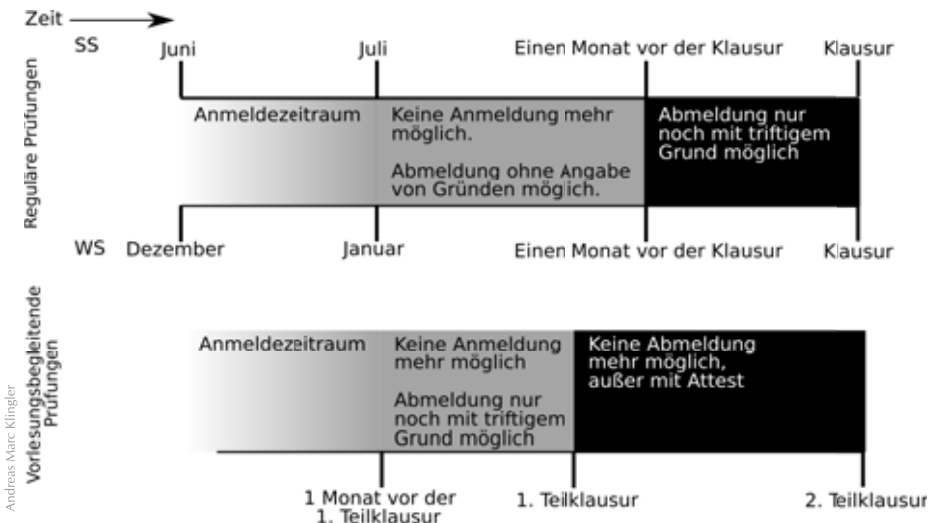 Zeit
SS
Juni
Juli
Einen Monat vor der Klausur
Klausur
Reguläre Prüfungen
Anmeldezeitraum
Keine Anmeldung mehr
möglich.
Abmeldung ohne Angabe
von Gründen möglich.
Abmeldung nur
noch mit triftigem
Grund möglich
WS
Dezember
Januar
Einen Monat vor der Klausur
Klausur
Vorlesungsbegleitende
Prüfungen
Anmeldezeitraum
Keine Anmeldung
mehr möglich
Abmeldung nur
noch mit triftigem
Grund möglich
Keine Abmeldung
mehr möglich,
außer mit Attest
1 Monat vor der
1. Teilklausur
1. Teilklausur
2. Teilklausur
Andreas Marc Klingler